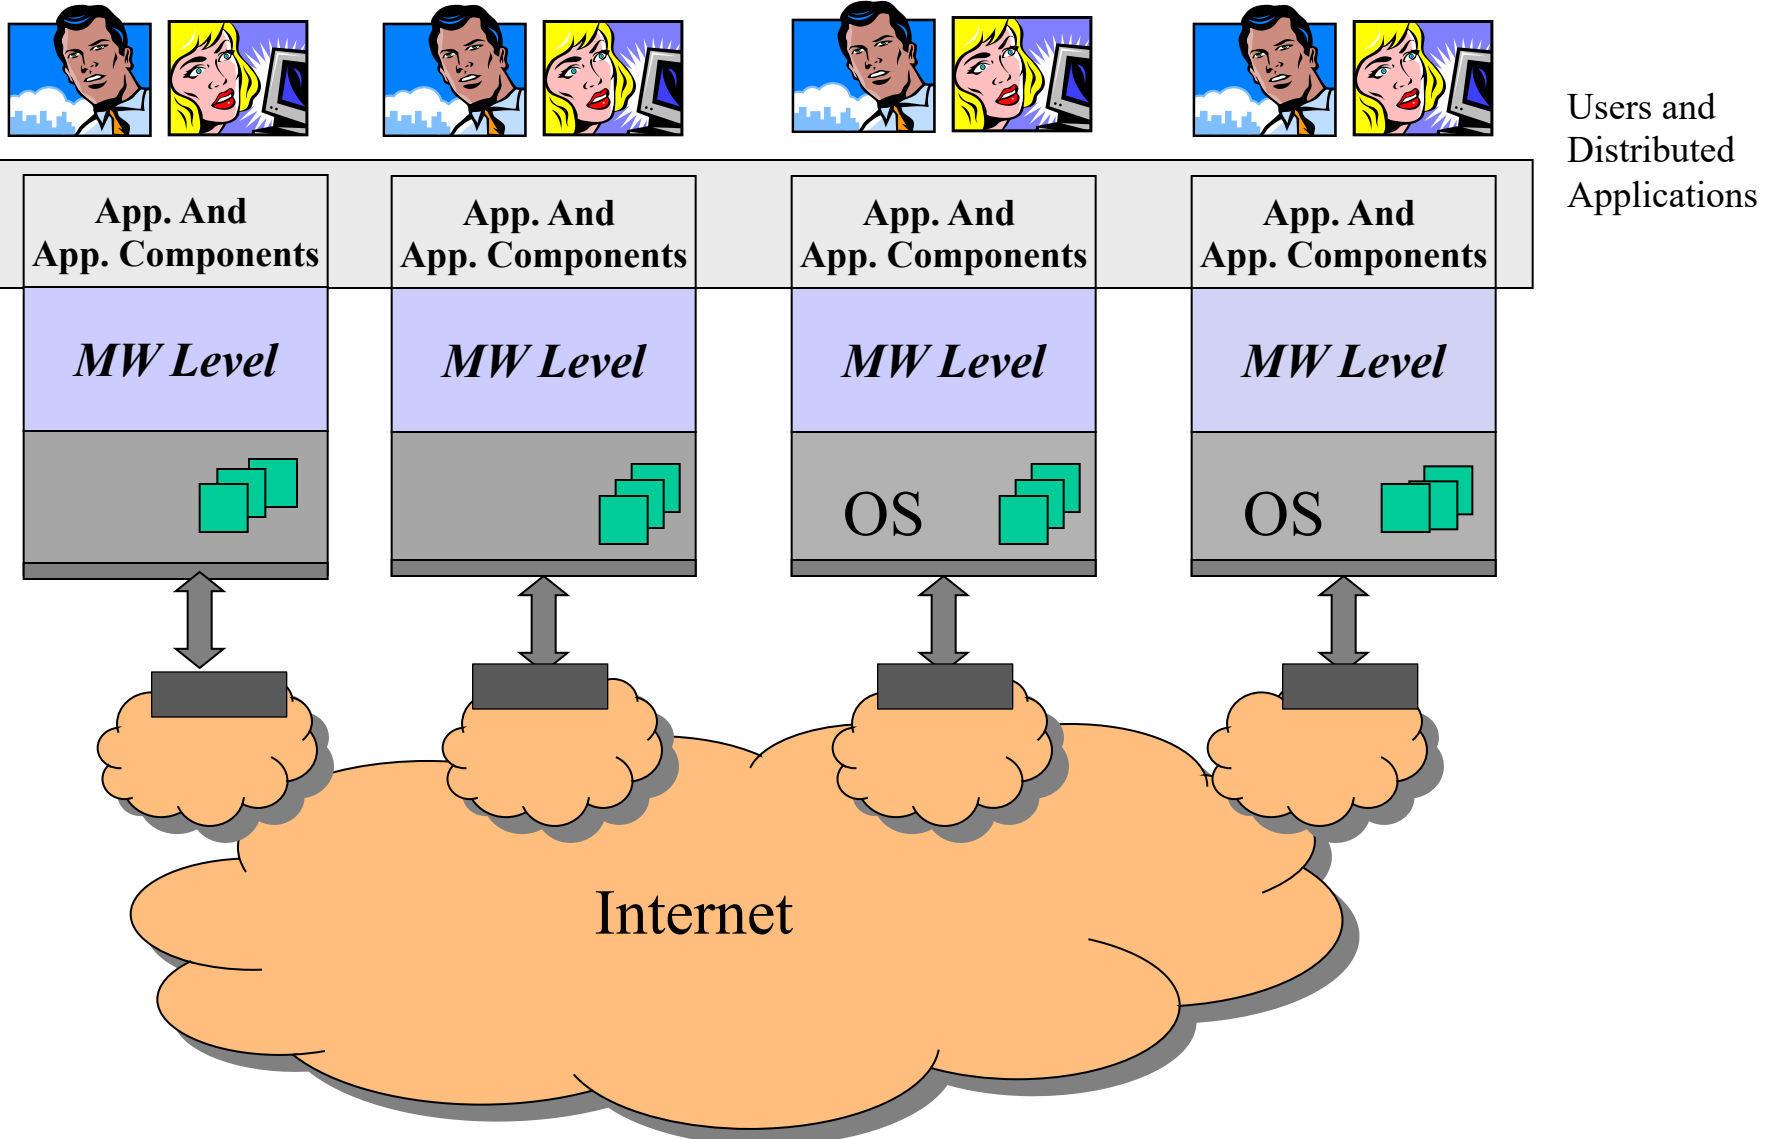 Users and
Distributed
Applications
App. And
App. Components
App. And
App. Components
App. And
App. Components
App. And
App. Components
MW Level
MW Level
MW Level
MW Level
OS
OS
Internet